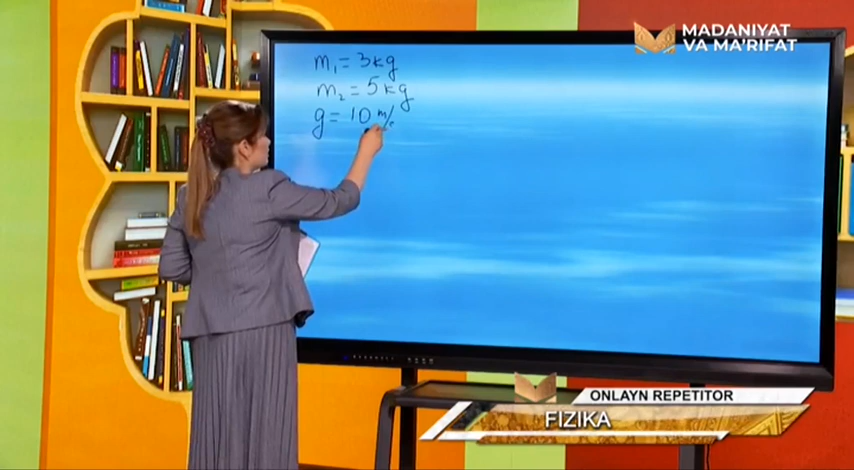 MADANIYAT
VA MA'RIFAT
m₁ = 3kg
m₂ = 5kg
g = 10 m/c
ONLAYN REPETITOR
FIZIKA